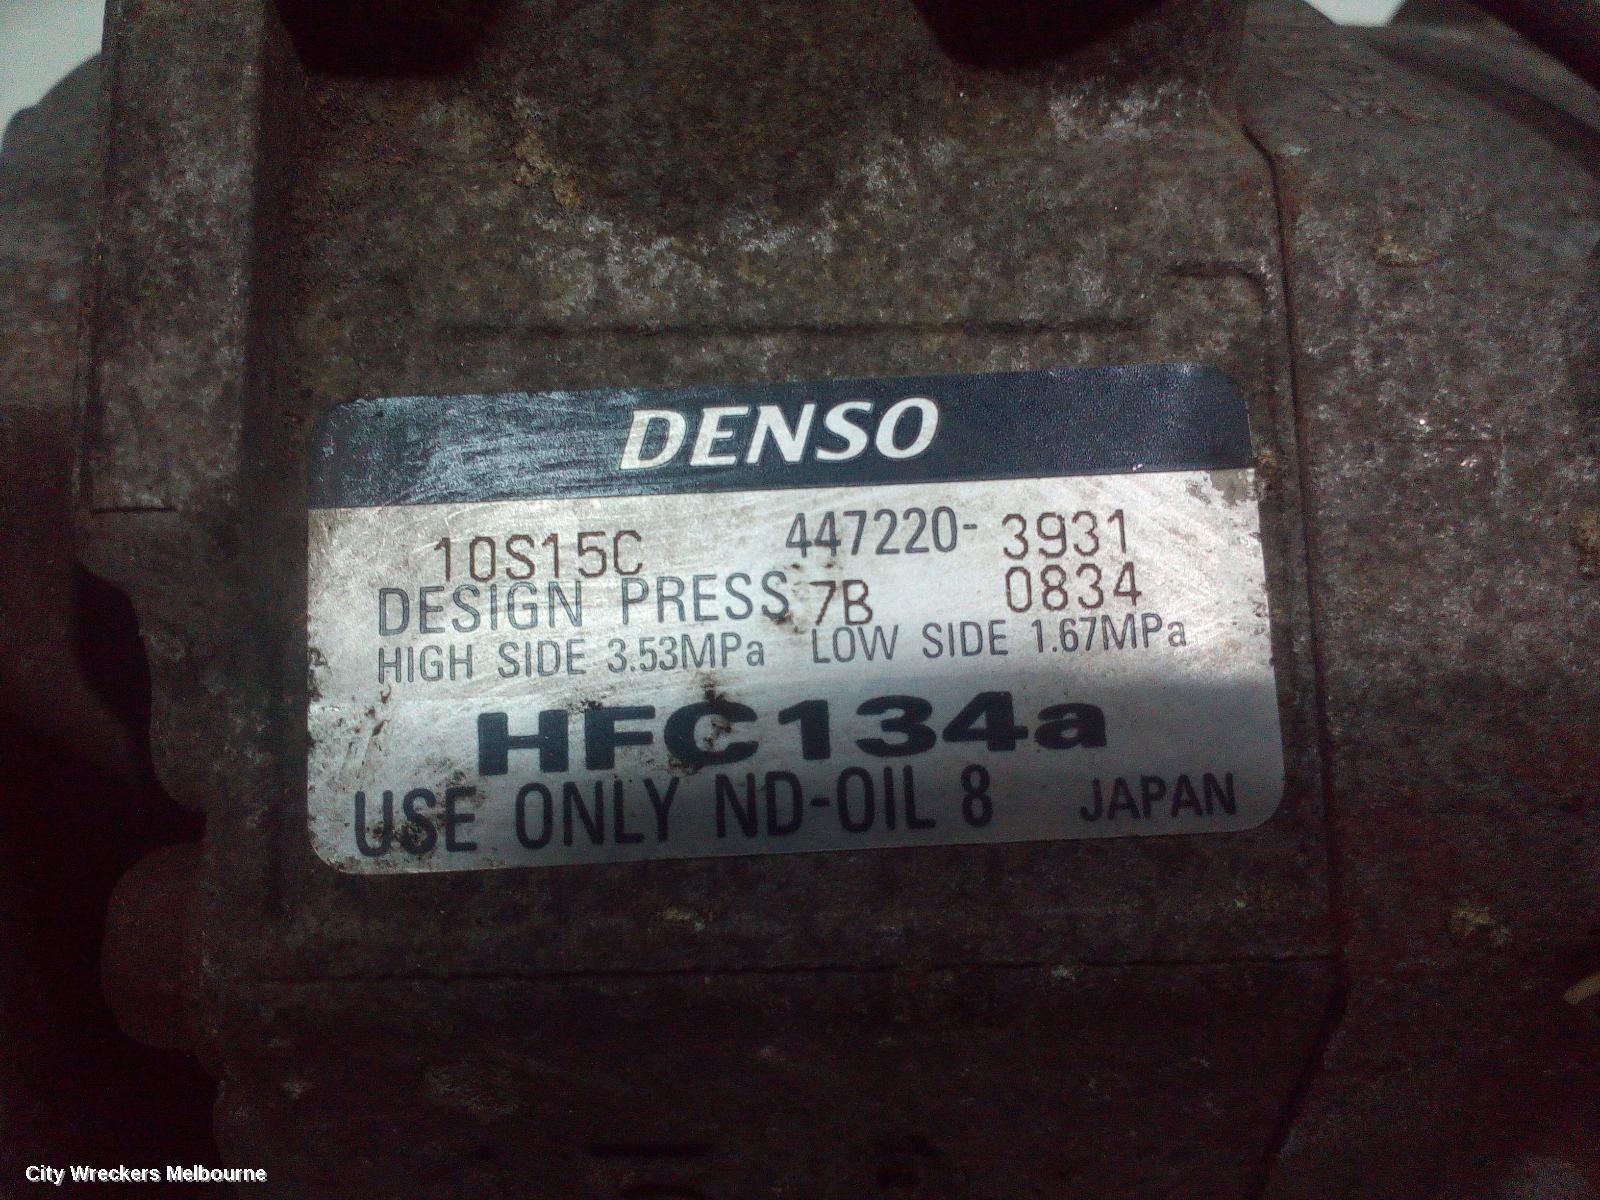 DENSO
10S15C 447220-3931
DESIGN PRESS 7B 0834
HIGH SIDE 3.53MPa LOW SIDE 1.67MPa
HFC134a
USE ONLY ND-OIL 8 JAPAN
City Wreckers Melbourne